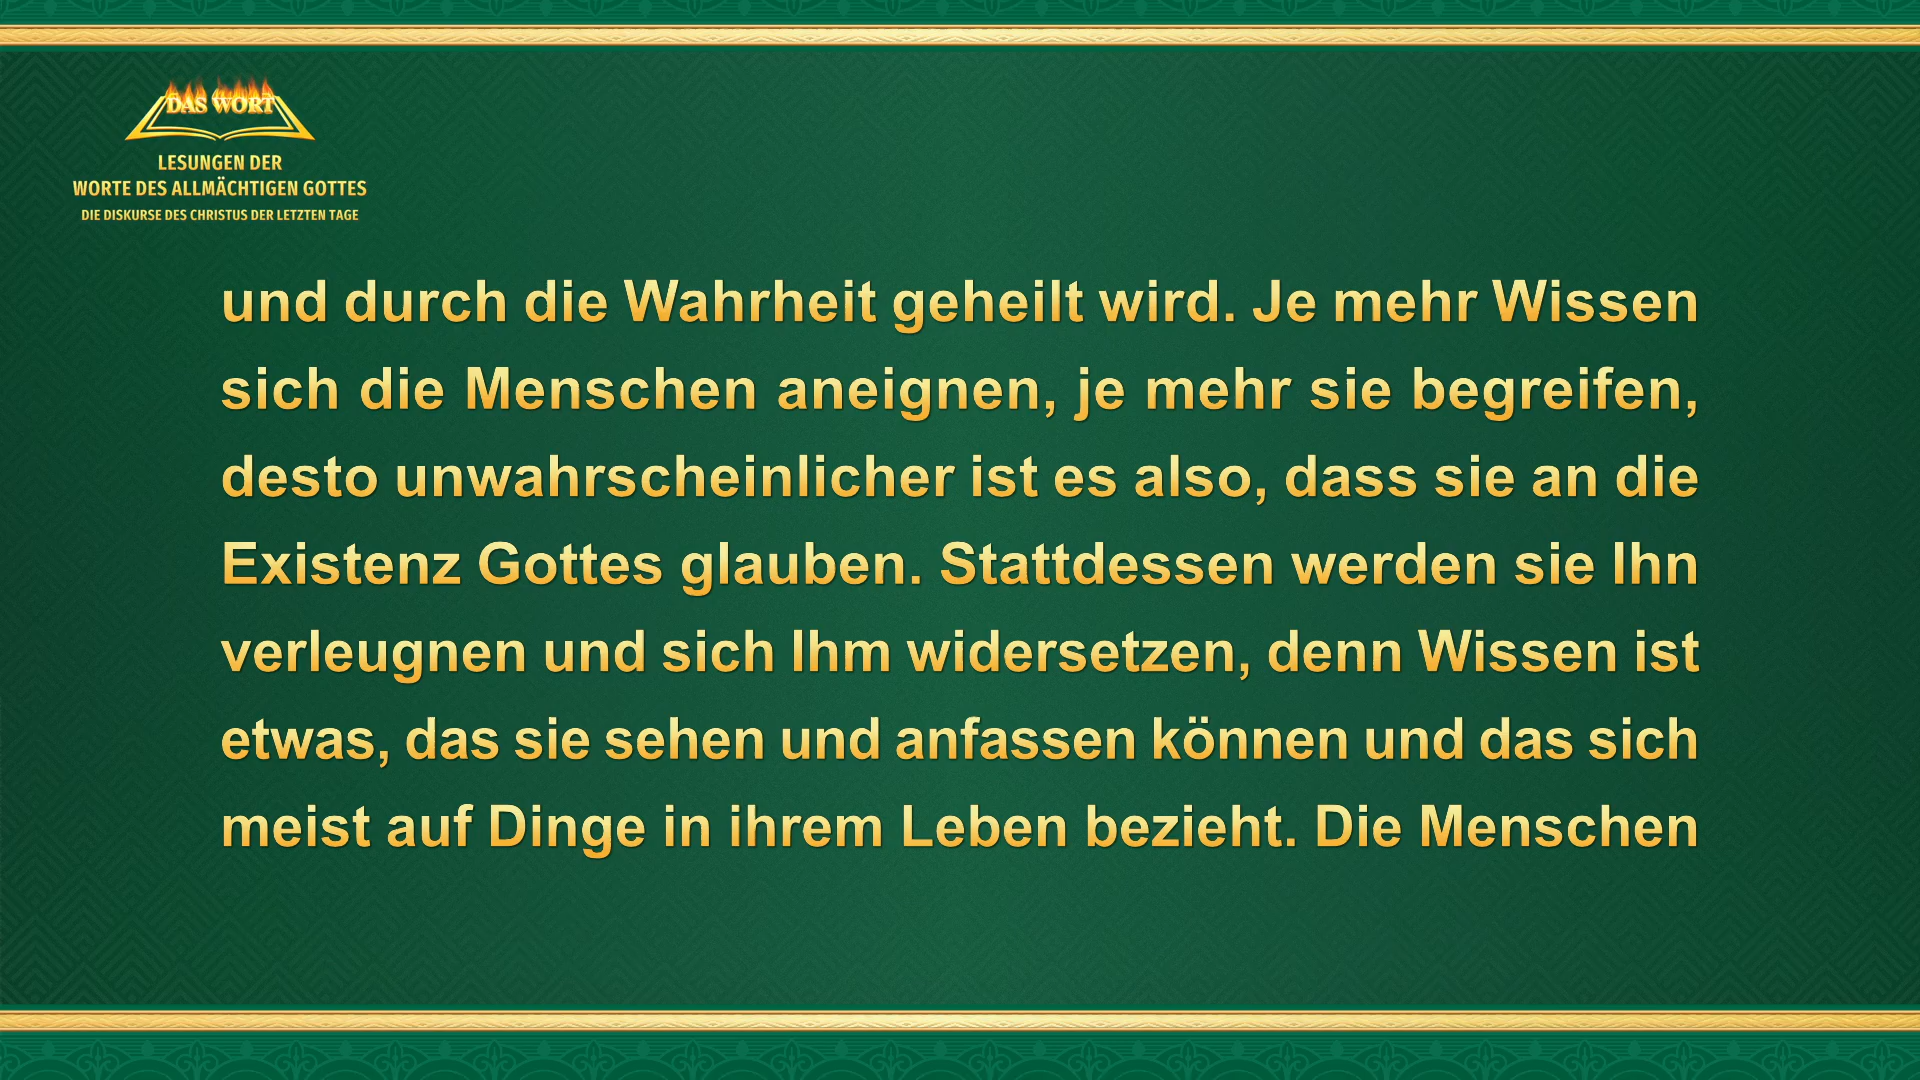 DAS WORT
LESUNGEN DER
WORTE DES ALLMÄCHTIGEN GOTTES
DIE DISKURSE DES CHRISTUS DER LETZTEN TAGE
und durch die Wahrheit geheilt wird. Je mehr Wissen
sich die Menschen aneignen, je mehr sie begreifen,
desto unwahrscheinlicher ist es also, dass sie an die
Existenz Gottes glauben. Stattdessen werden sie Ihn
verleugnen und sich Ihm widersetzen, denn Wissen ist
etwas, das sie sehen und anfassen können und das sich
meist auf Dinge in ihrem Leben bezieht. Die Menschen